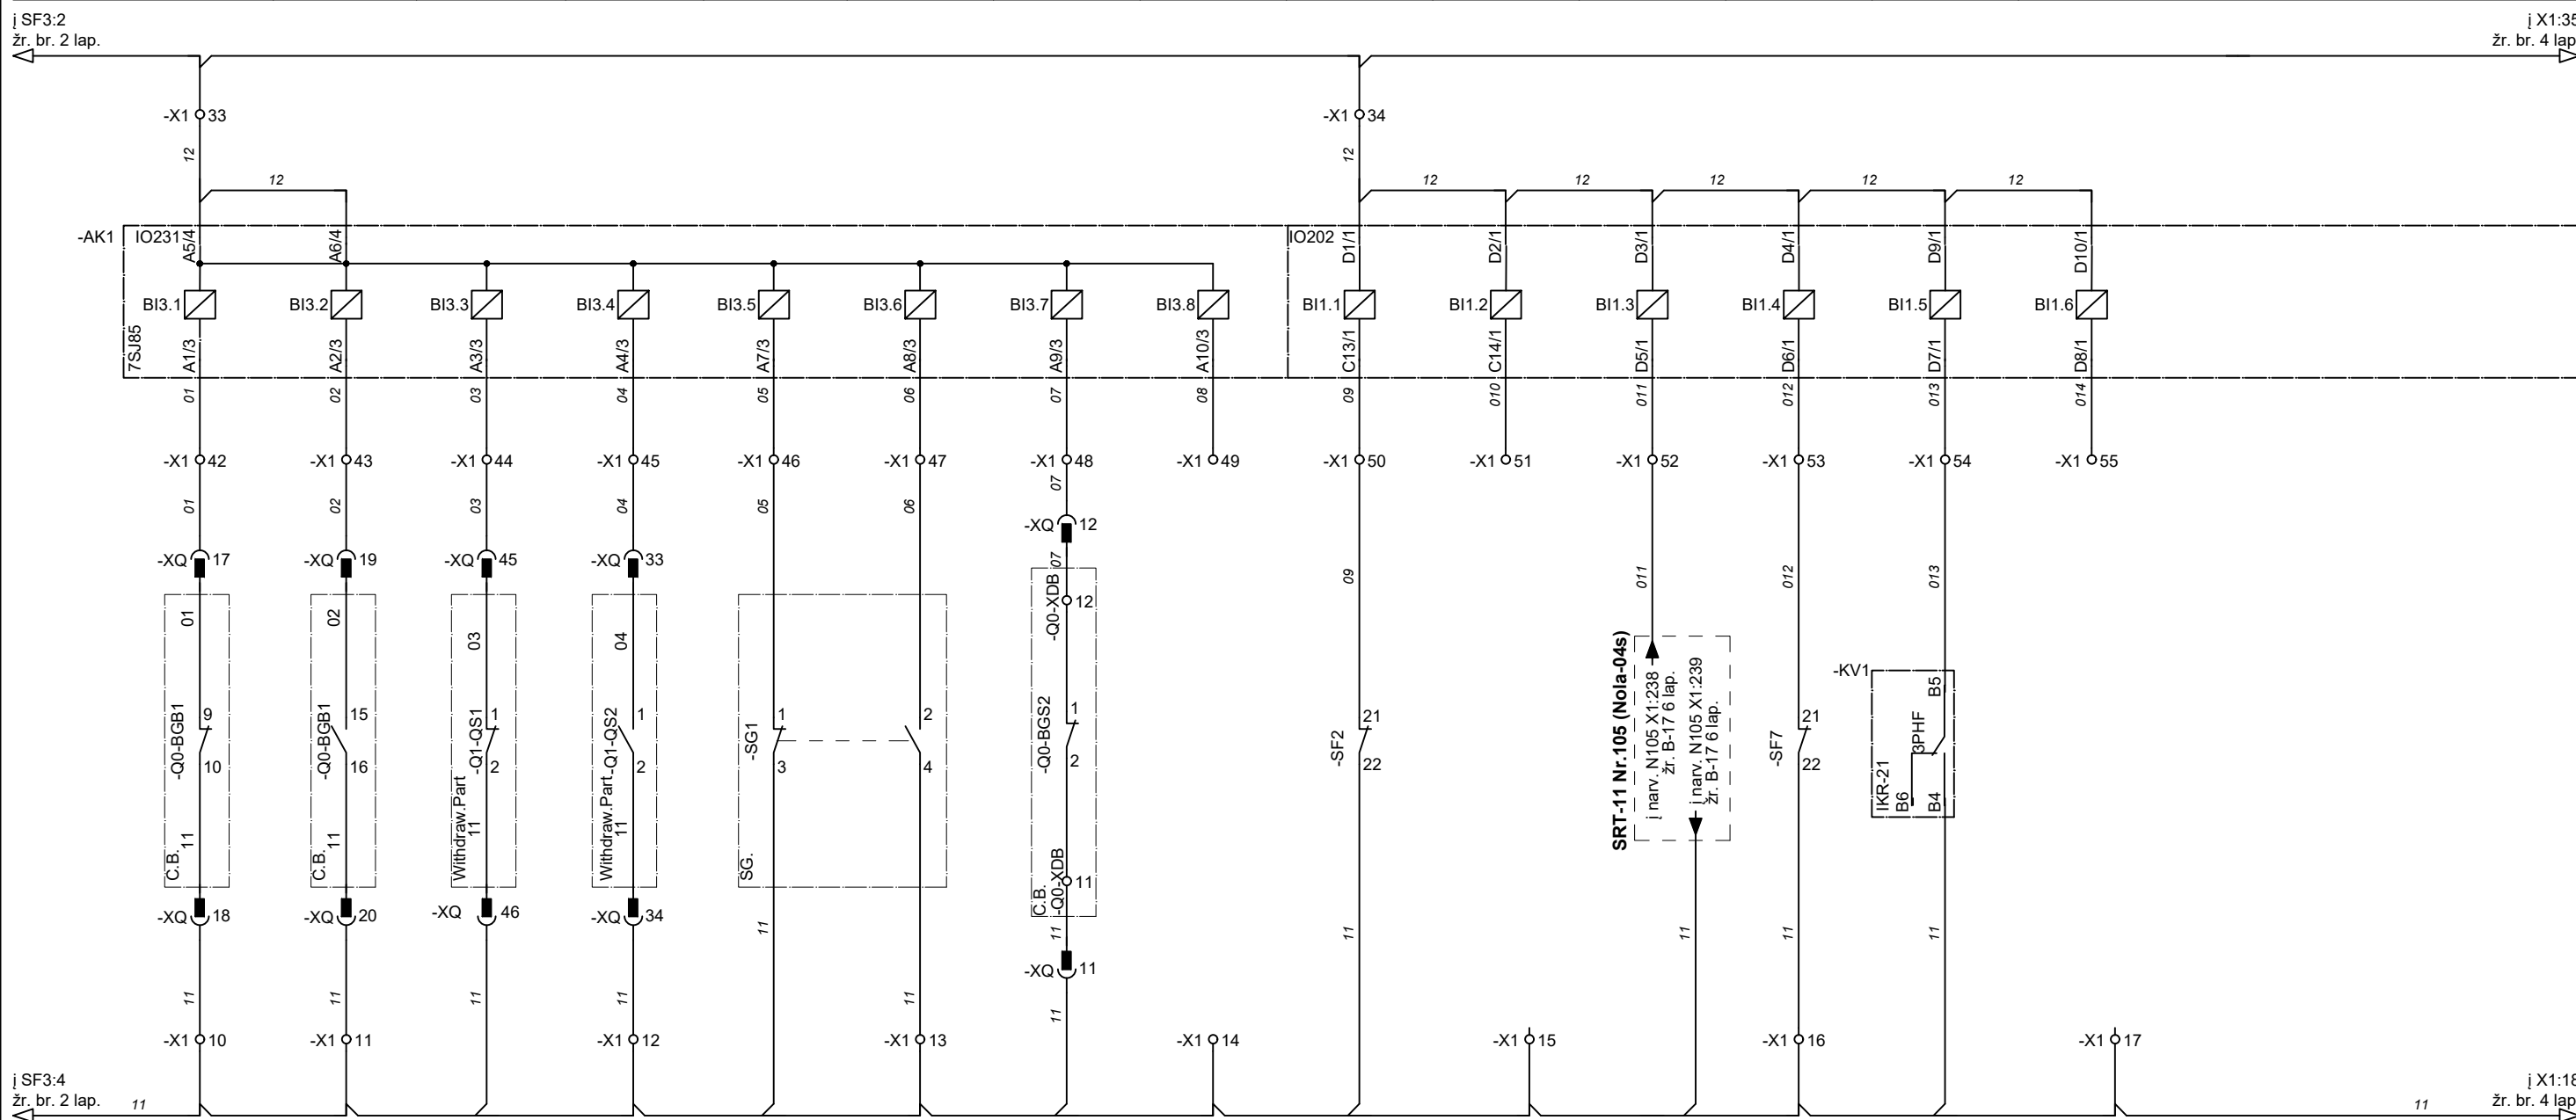 į SF3:2
žr. br. 2 lap.
į X1:35
žr. br. 4 lap
-X1 33
-X1 34
12
12
12
12
12
12
12
12
-AK1
IO231
A5/4
A6/4
IO202
D1/1
D2/1
D3/1
D4/1
D9/1
D10/1
7SJ85
BI3.1
BI3.2
BI3.3
BI3.4
BI3.5
BI3.6
BI3.7
BI3.8
BI1.1
BI1.2
BI1.3
BI1.4
BI1.5
BI1.6
A1/3
A2/3
A3/3
A4/3
A7/3
A8/3
A9/3
A10/3
C13/1
C14/1
D5/1
D6/1
D7/1
D8/1
01
02
03
04
05
06
07
08
09
010
011
012
013
014
-X1 42
-X1 43
-X1 44
-X1 45
-X1 46
-X1 47
-X1 48
-X1 49
-X1 50
-X1 51
-X1 52
-X1 53
-X1 54
-X1 55
01
02
03
04
05
06
07
-XQ 12
07
-XQ 17
-XQ 19
-XQ 45
-XQ 33
09
011
012
013
01
-Q0-BGB1
9
10
11
C.B.
02
-Q0-BGB1
15
16
11
C.B.
03
-Q1-QS1
1
2
11
Withdraw.Part
04
-Q1-QS2
1
2
11
Withdraw.Part
-SG1
1
3
2
4
SG.
-Q0-XDB
12
-Q0-BGS2
1
2
-Q0-XDB
11
C.B.
-SF2
21
22
SRT-11 Nr.105 (Nola-04s)
į narv. N105 X1:238
žr. B-17 6 lap.
į narv. N105 X1:239
žr. B-17 6 lap.
-SF7
21
22
-KV1
B5
3PHF
IKR-21
B6
B4
-XQ 18
-XQ 20
-XQ 46
-XQ 34
11
11
-XQ 11
11
11
11
11
11
11
11
11
11
11
11
-X1 10
-X1 11
-X1 12
-X1 13
-X1 14
-X1 15
-X1 16
-X1 17
į SF3:4
žr. br. 2 lap.
11
11
į X1:18
žr. br. 4 lap